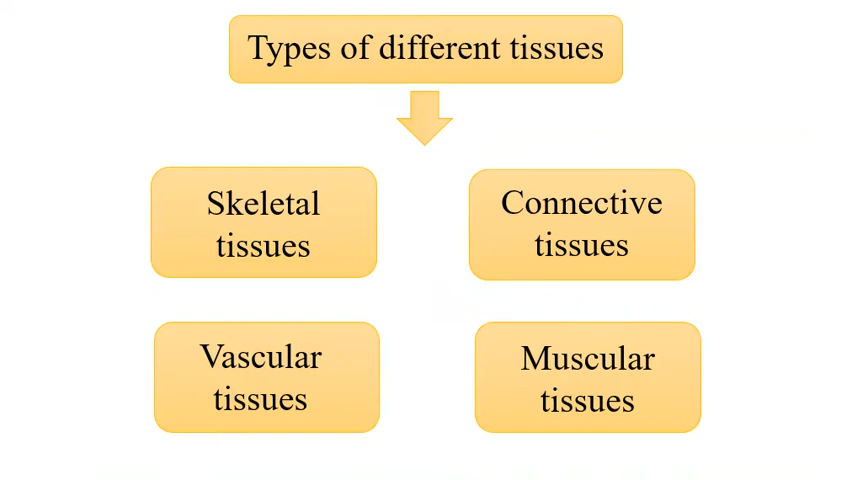 Types of different tissues
Skeletal
tissues
Connective
tissues
Vascular
tissues
Muscular
tissues